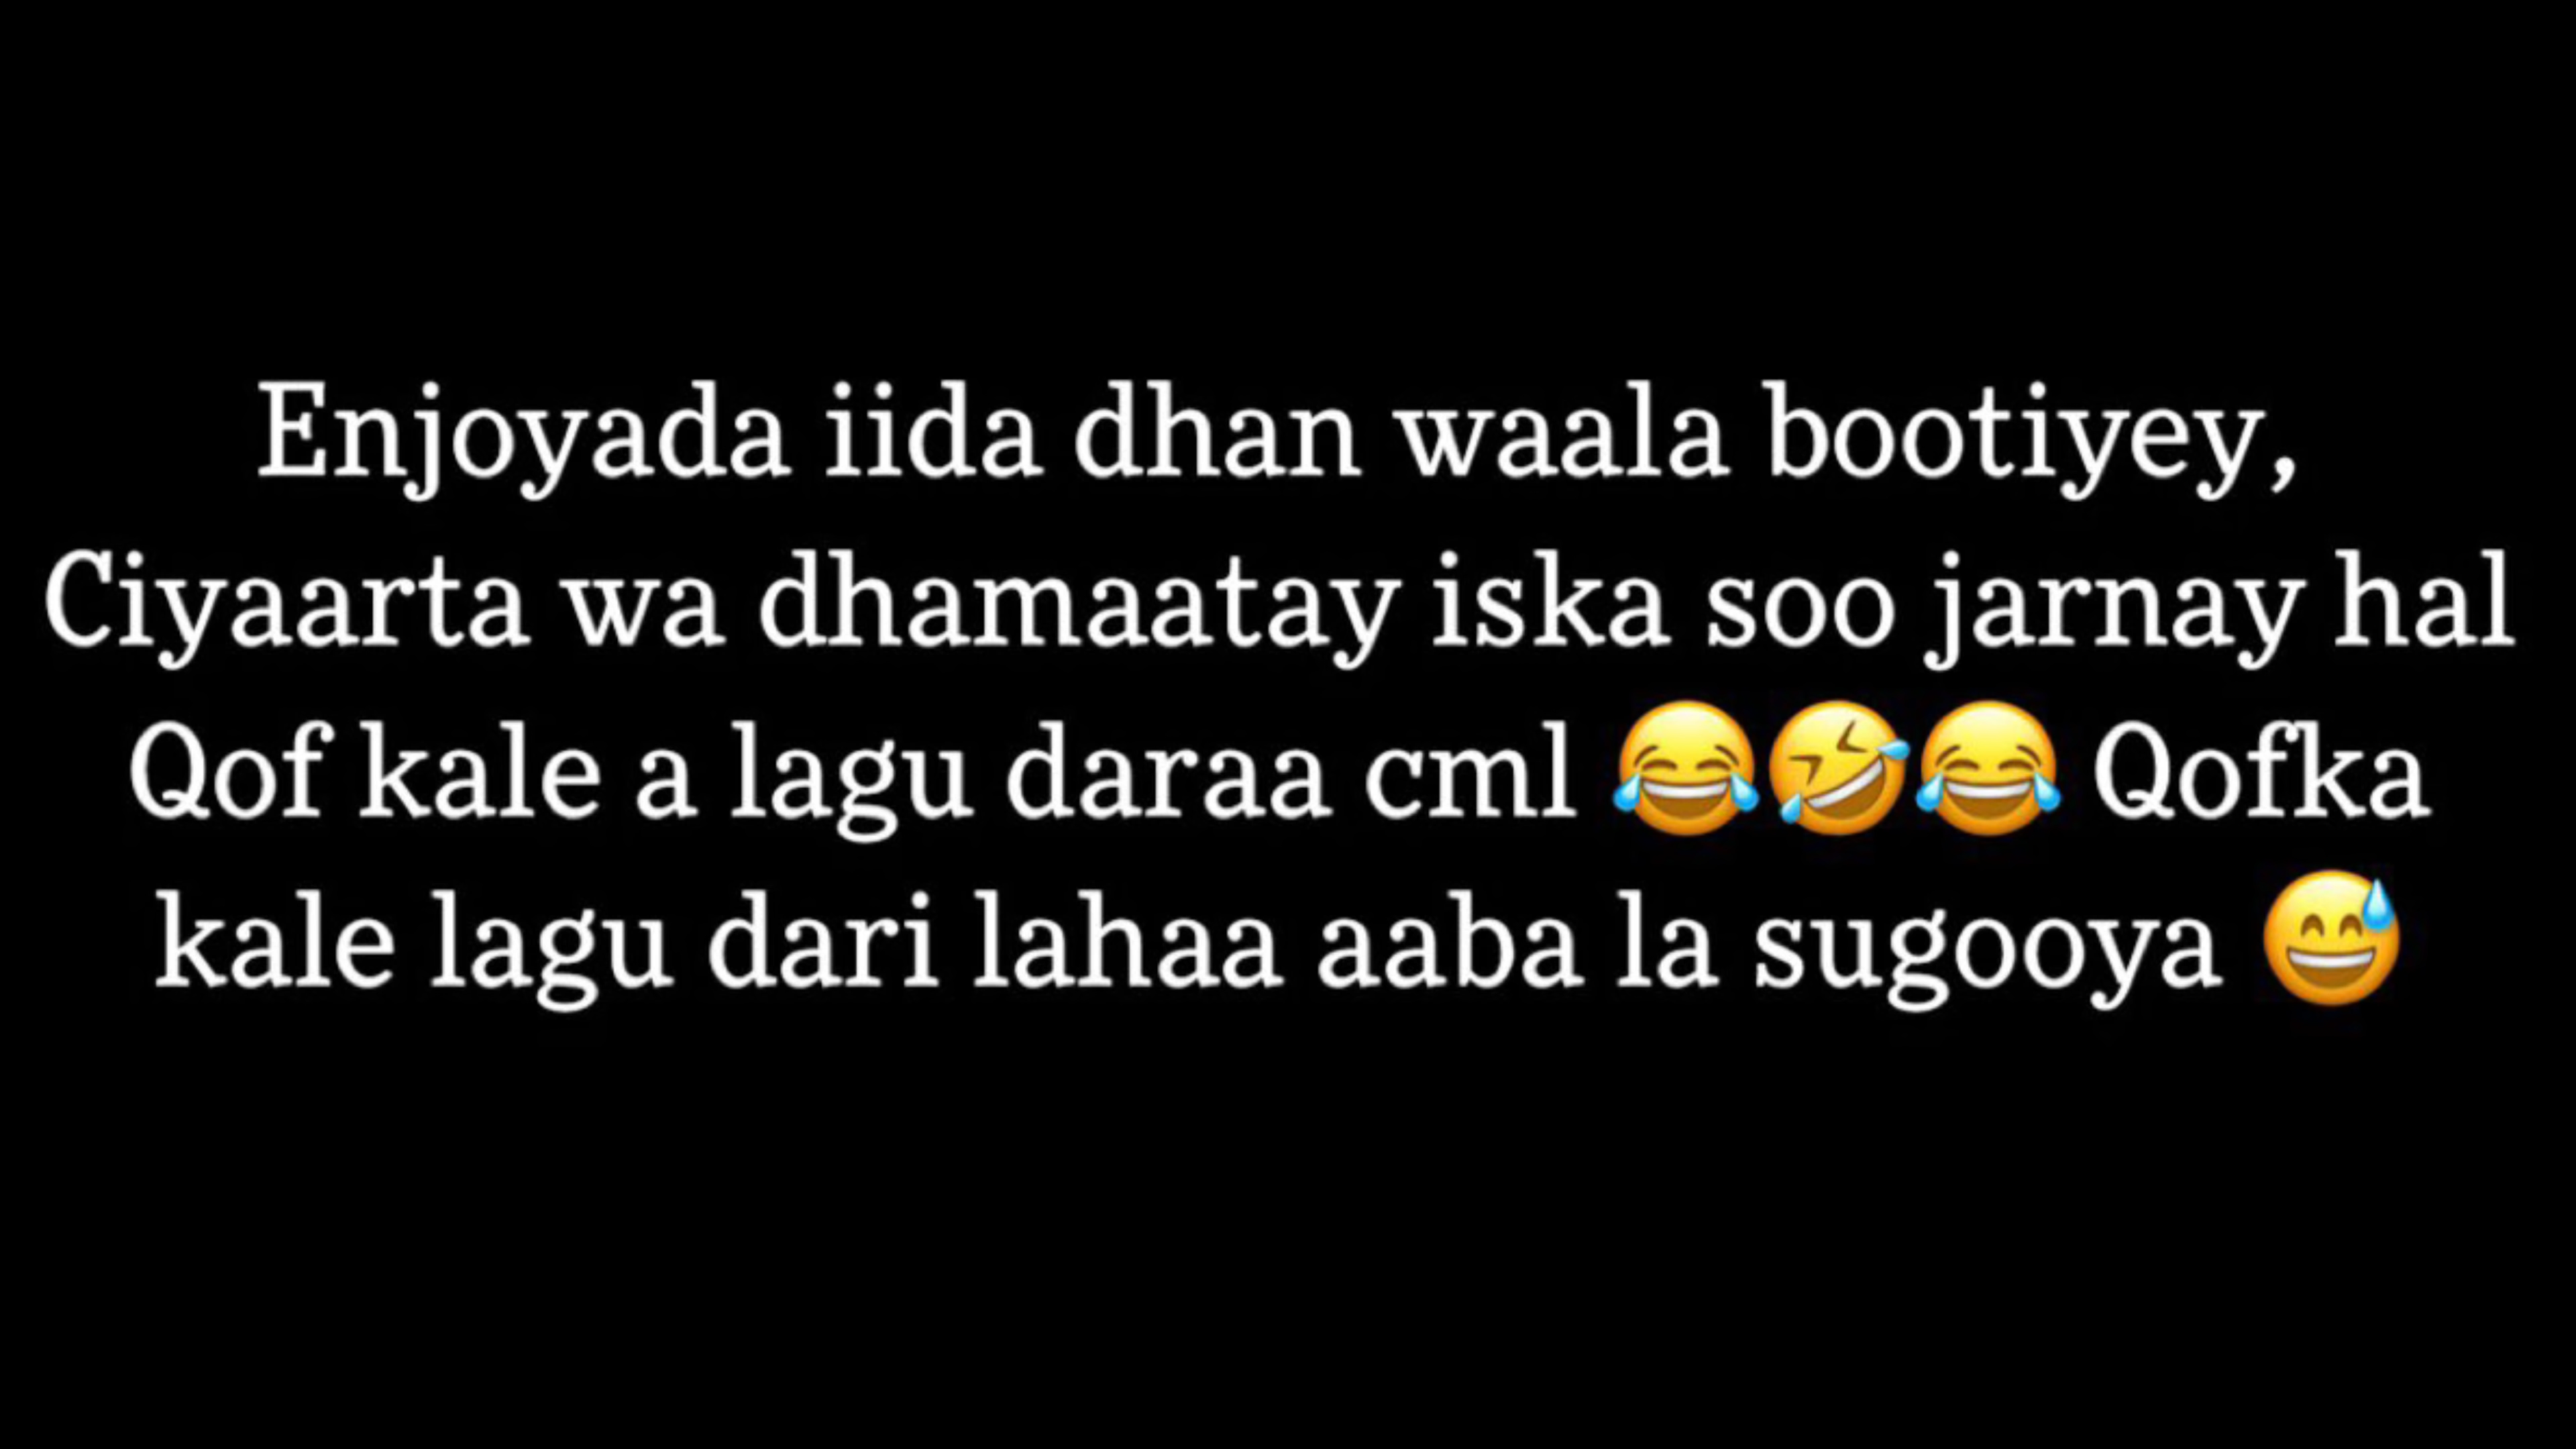 Enjoyada iida dhan waala bootiyey,
Ciyaarta wa dhamaatay iska soo jarnay hal
Qof kale a lagu daraa cml 😂🤣😂 Qofka
kale lagu dari lahaa aaba la sugooya 😅